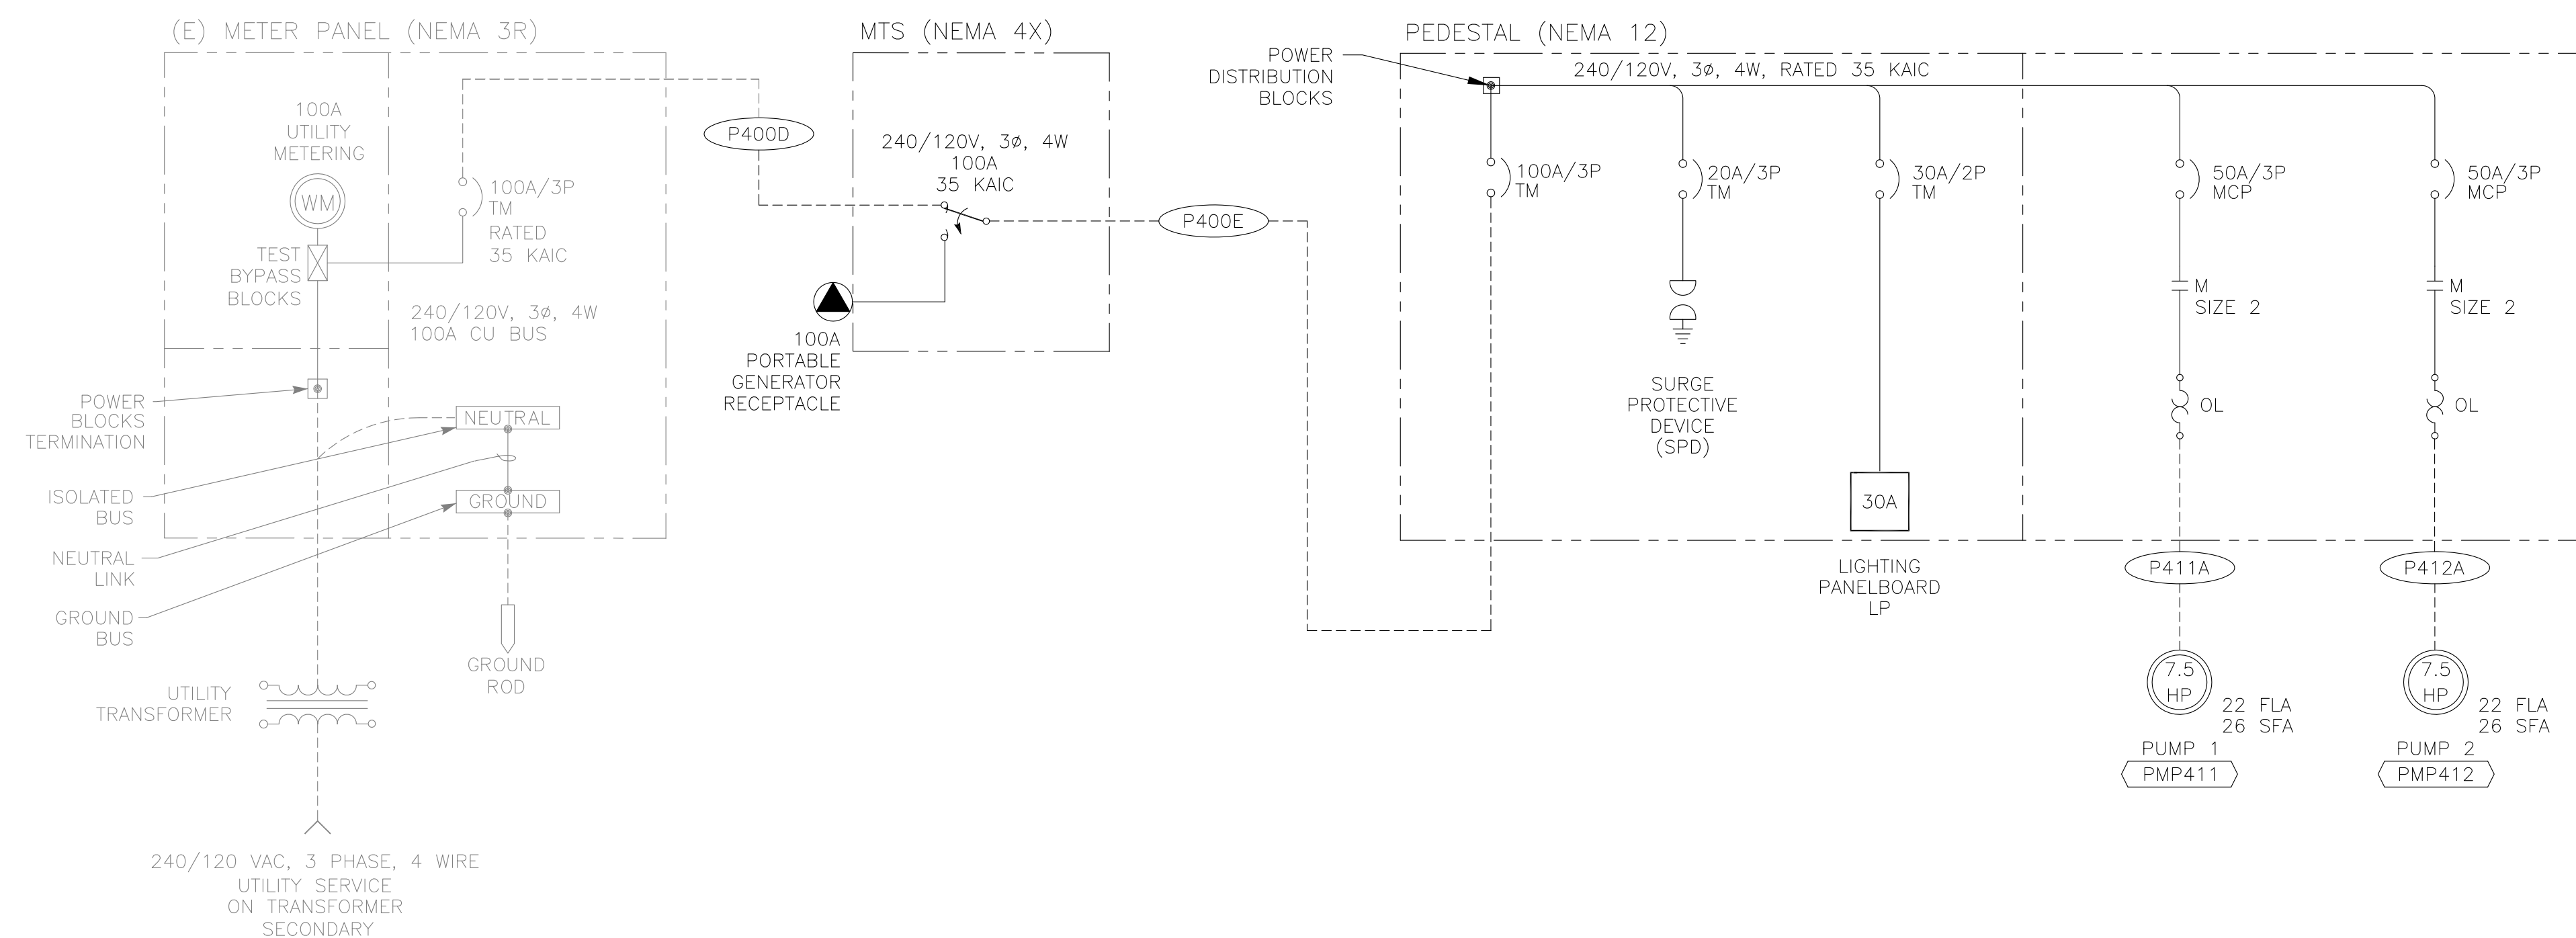 (E) METER PANEL (NEMA 3R)
100A
UTILITY
METERING
WM
TEST
BYPASS
BLOCKS
100A/3P
TM
RATED
35 KAIC
240/120V, 3ø, 4W
100A CU BUS
POWER
BLOCKS
TERMINATION
NEUTRAL
GROUND
ISOLATED
BUS
NEUTRAL
LINK
GROUND
BUS
GROUND
ROD
UTILITY
TRANSFORMER
240/120 VAC, 3 PHASE, 4 WIRE
UTILITY SERVICE
ON TRANSFORMER
SECONDARY
P400D
MTS (NEMA 4X)
240/120V, 3ø, 4W
100A
35 KAIC
100A
PORTABLE
GENERATOR
RECEPTACLE
P400E
PEDESTAL (NEMA 12)
POWER
DISTRIBUTION
BLOCKS
240/120V, 3ø, 4W, RATED 35 KAIC
100A/3P
TM
20A/3P
TM
30A/2P
TM
50A/3P
MCP
50A/3P
MCP
SURGE
PROTECTIVE
DEVICE
(SPD)
30A
LIGHTING
PANELBOARD
LP
M
SIZE 2
OL
P411A
7.5
HP
22 FLA
26 SFA
PUMP 1
PMP411
M
SIZE 2
OL
P412A
7.5
HP
22 FLA
26 SFA
PUMP 2
PMP412